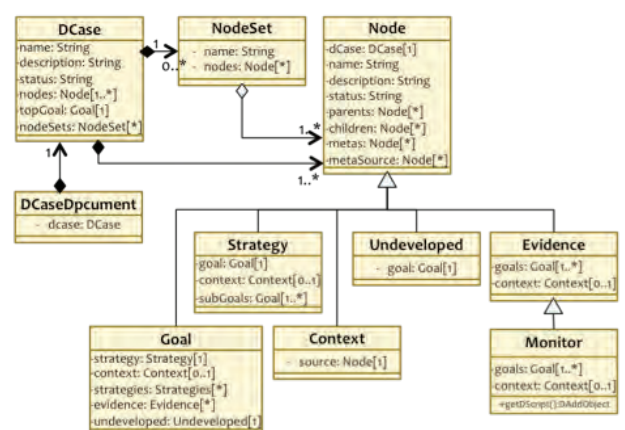 DCase
-name: String
-description: String
-status: String
-nodes: Node[1..*]
-topGoal: Goal[1]
-nodeSets: NodeSet[*]
1
0..*
NodeSet
- name: String
- nodes: Node[*]
Node
-dCase: DCase[1]
-name: String
-description: String
-status: String
-parents: Node[*]
-children: Node[*]
-metas: Node[*]
-metaSource: Node[*]
1..*
1..*
1
DCaseDpcument
- dcase: DCase
Strategy
-goal: Goal[1]
-context: Context[0..1]
-subGoals: Goal[1..*]
Undeveloped
- goal: Goal[1]
Evidence
-goals: Goal[1..*]
-context: Context[0..1]
Goal
-strategy: Strategy[1]
-context: Context[0..1]
-strategies: Strategies[*]
-evidence: Evidence[*]
-undeveloped: Undeveloped[1]
Context
- source: Node[1]
Monitor
-goals: Goal[1..*]
-context: Context[0..1]
+getDScript():DAddObject